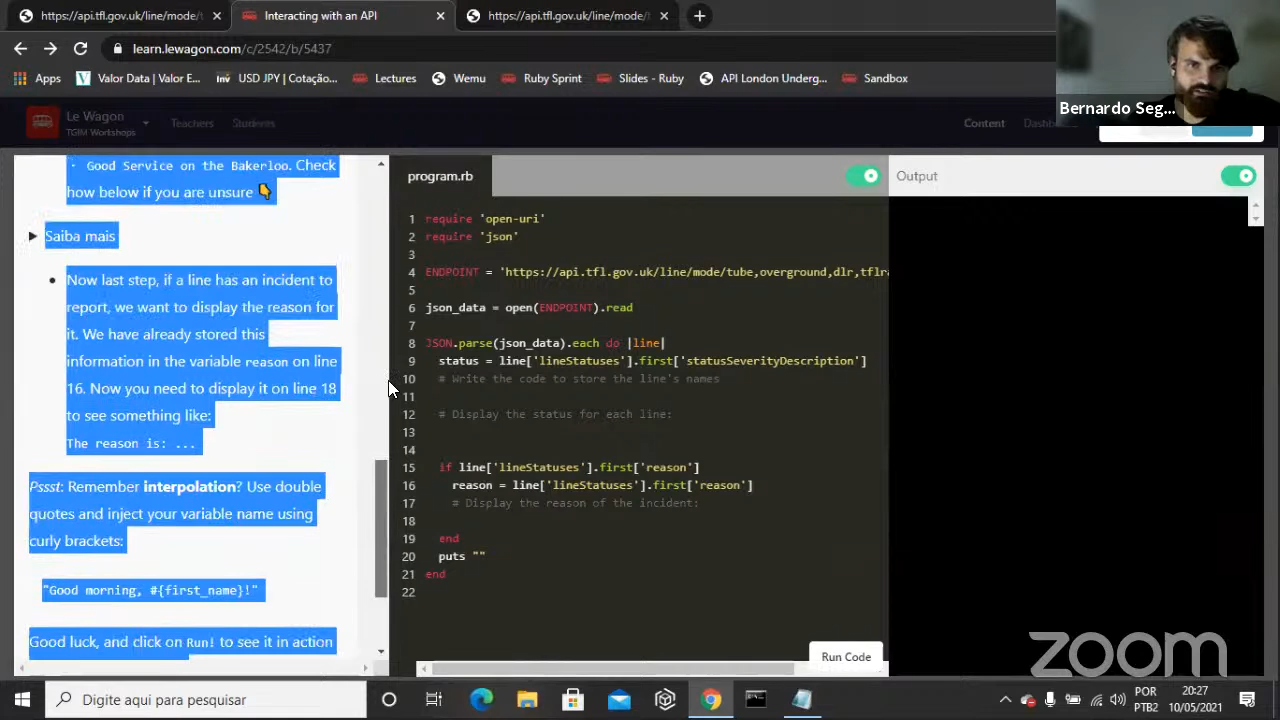 https://api.tfl.gov.uk/line/mode/t
Interacting with an API
https://api.tfl.gov.uk/line/mode/t
learn.lewagon.com/c/2542/b/5437
Apps
Valor Data | Valor E...
USD JPY | Cotação...
Lectures
Wemu
Ruby Sprint
Slides - Ruby
API London Underg...
Sandbox
Bernardo Seg...
Le Wagon
TGIM Workshops
Teachers
Students
Content
Dashb
· Good Service on the Bakerloo. Check
how below if you are unsure
Saiba mais
Now last step, if a line has an incident to
report, we want to display the reason for
it. We have already stored this
information in the variable reason on line
16. Now you need to display it on line 18
to see something like:
The reason is: ...
Pssst: Remember interpolation? Use double
quotes and inject your variable name using
curly brackets:
"Good morning, #{first_name}!"
Good luck, and click on Run! to see it in action
program.rb
1 require 'open-uri'
2 require 'json'
3
4 ENDPOINT = 'https://api.tfl.gov.uk/line/mode/tube,overground,dlr,tflra
5
6 json_data = open(ENDPOINT).read
7
8 JSON.parse(json_data).each do |line|
9 status = line['lineStatuses'].first['statusSeverityDescription']
10 # Write the code to store the line's names
11
12 # Display the status for each line:
13
14
15 if line['lineStatuses'].first['reason']
16 reason = line['lineStatuses'].first['reason']
17 # Display the reason of the incident:
18
19 end
20 puts ""
21 end
22
Run Code
Output
zoom
Digite aqui para pesquisar
POR
PTB2
20:27
10/05/2021